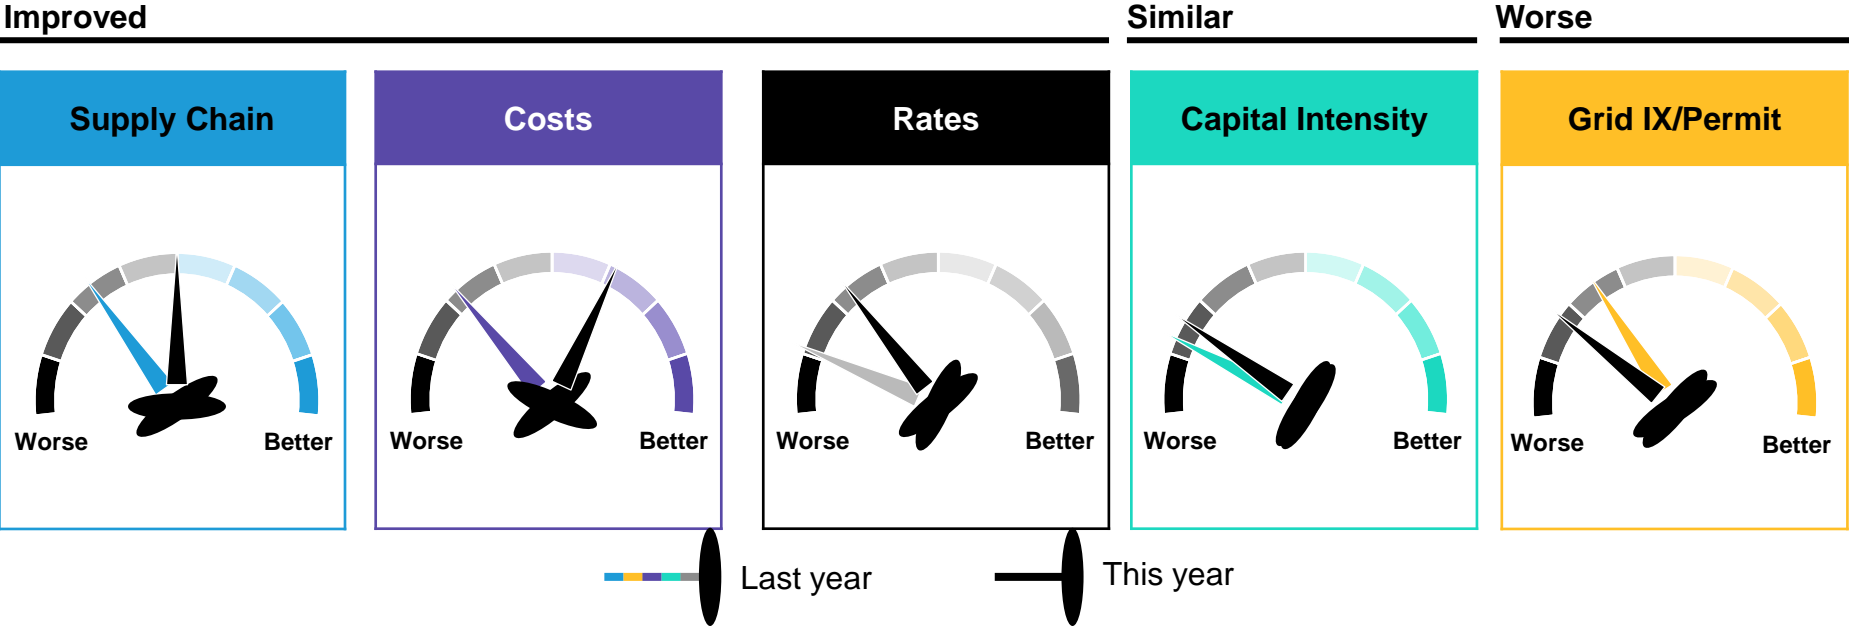 Improved
Similar
Worse
Supply Chain
Costs
Rates
Capital Intensity
Grid IX/Permit
Worse
Better
Worse
Better
Worse
Better
Worse
Better
Worse
Better
Last year
This year